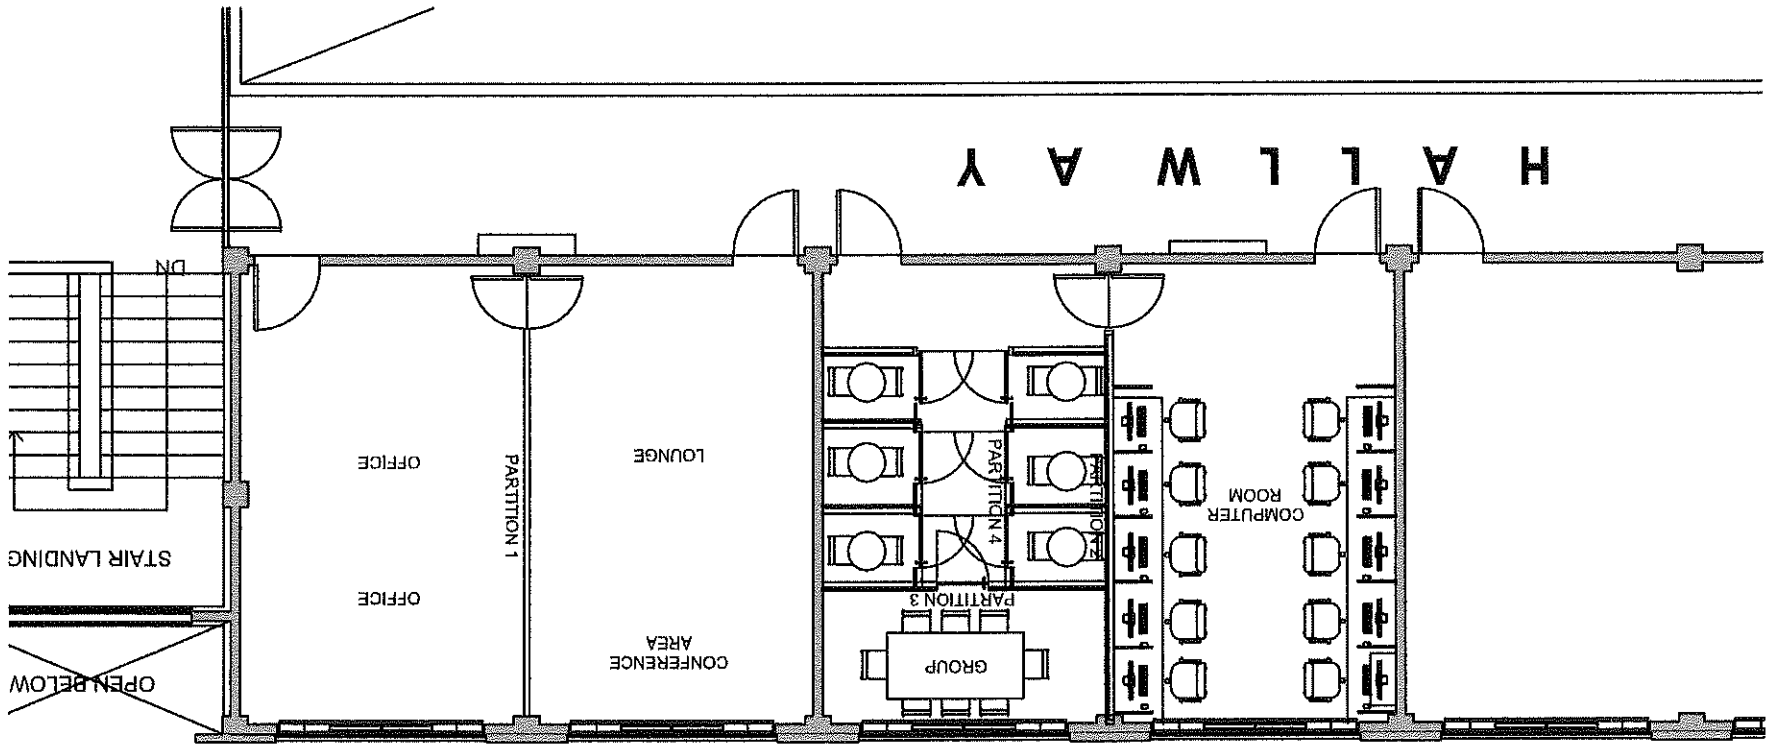 GROUP
CONFERENCE
AREA
OPEN BELOW
PARTITION 3
OFFICE
STAIR LANDING
COMPUTER
ROOM
PARTITION 2
PARTITION 4
PARTITION 1
LOUNGE
OFFICE
DN
HALLWAY